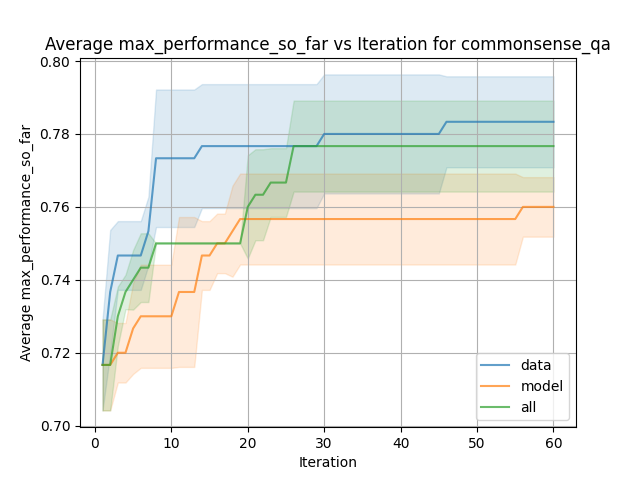 Average max_performance_so_far vs Iteration for commonsense_qa
Average max_performance_so_far
0.80
0.78
0.76
0.74
0.72
0.70
0 10 20 30 40 50 60
Iteration
data
model
all